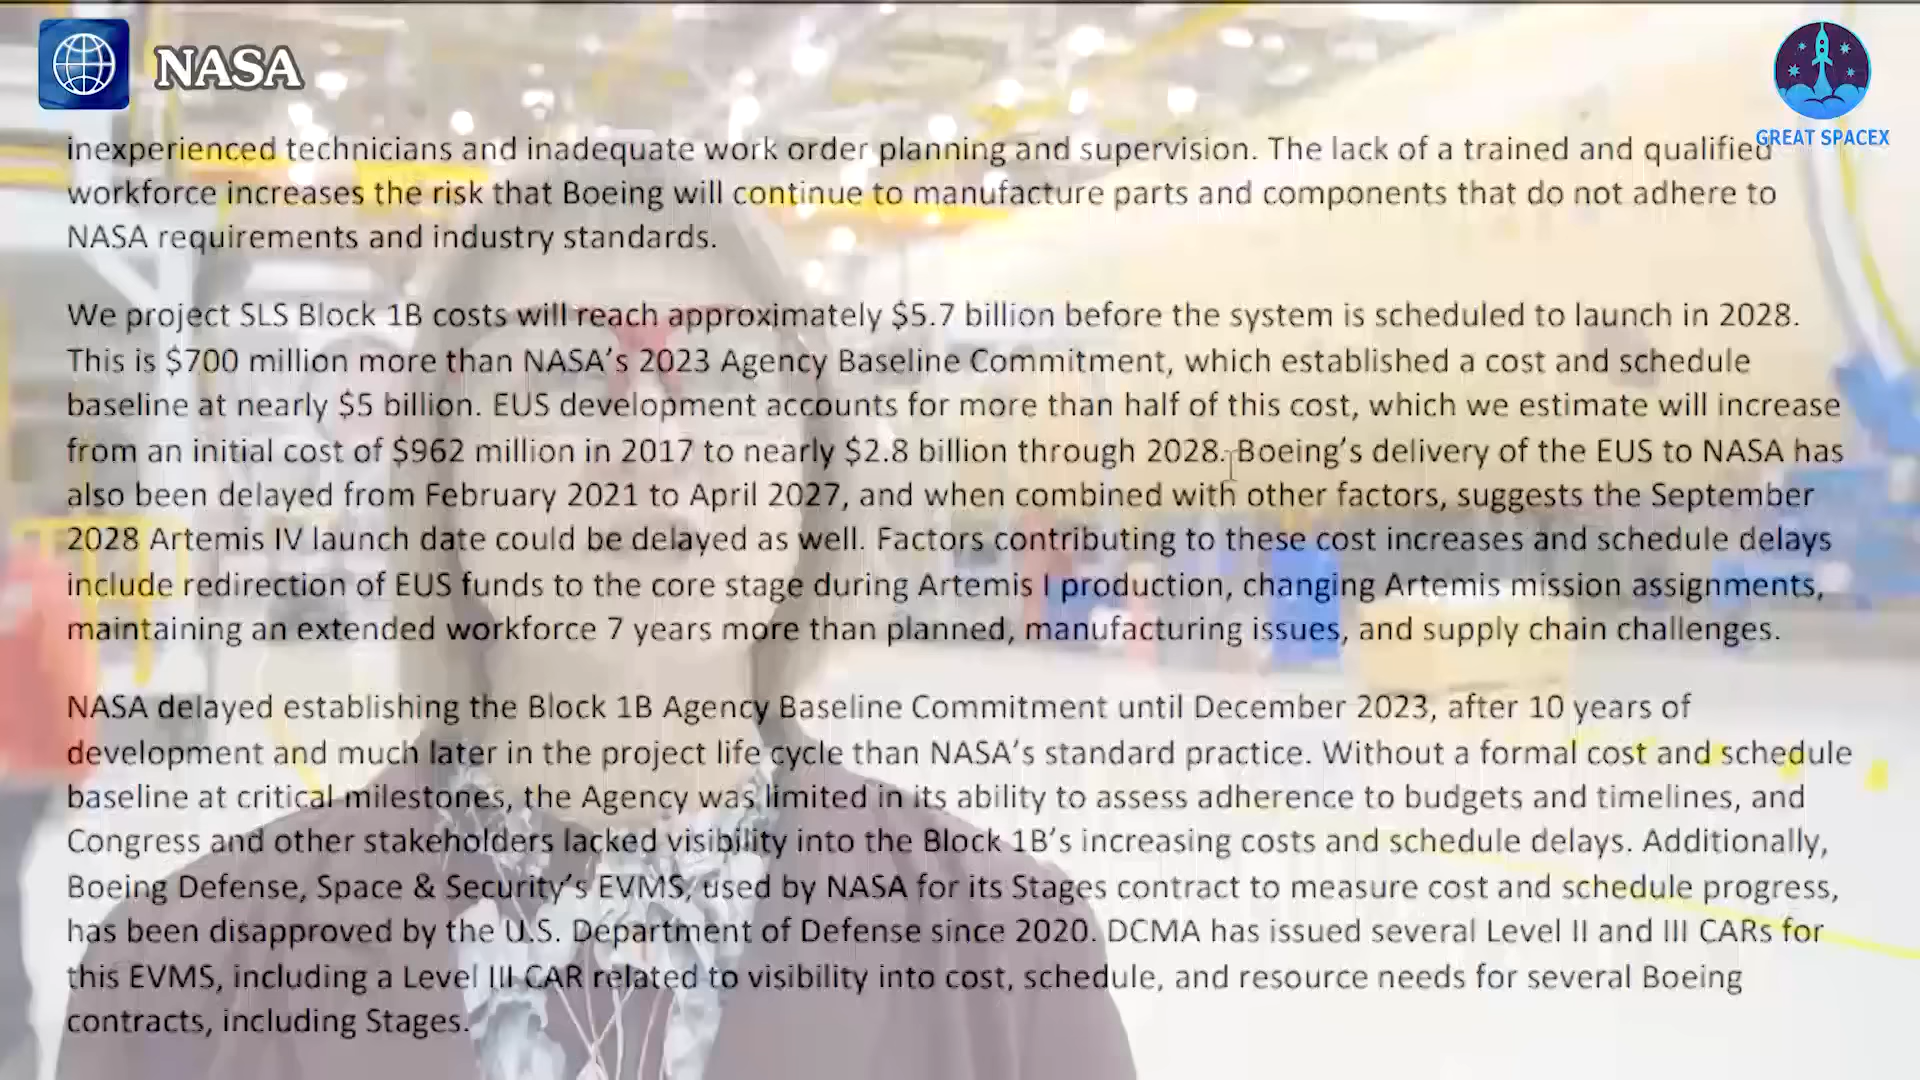 NASA
GREAT SPACEX
inexperienced technicians and inadequate work order planning and supervision. The lack of a trained and qualified
workforce increases the risk that Boeing will continue to manufacture parts and components that do not adhere to
NASA requirements and industry standards.
We project SLS Block 1B costs will reach approximately $5.7 billion before the system is scheduled to launch in 2028.
This is $700 million more than NASA's 2023 Agency Baseline Commitment, which established a cost and schedule
baseline at nearly $5 billion. EUS development accounts for more than half of this cost, which we estimate will increase
from an initial cost of $962 million in 2017 to nearly $2.8 billion through 2028. Boeing's delivery of the EUS to NASA has
also been delayed from February 2021 to April 2027, and when combined with other factors, suggests the September
2028 Artemis IV launch date could be delayed as well. Factors contributing to these cost increases and schedule delays
include redirection of EUS funds to the core stage during Artemis I production, changing Artemis mission assignments,
maintaining an extended workforce 7 years more than planned, manufacturing issues, and supply chain challenges.
NASA delayed establishing the Block 1B Agency Baseline Commitment until December 2023, after 10 years of
development and much later in the project life cycle than NASA's standard practice. Without a formal cost and schedule
baseline at critical milestones, the Agency was limited in its ability to assess adherence to budgets and timelines, and
Congress and other stakeholders lacked visibility into the Block 1B's increasing costs and schedule delays. Additionally,
Boeing Defense, Space & Security's EVMS, used by NASA for its Stages contract to measure cost and schedule progress,
has been disapproved by the U.S. Department of Defense since 2020. DCMA has issued several Level II and III CARs for
this EVMS, including a Level III CAR related to visibility into cost, schedule, and resource needs for several Boeing
contracts, including Stages.